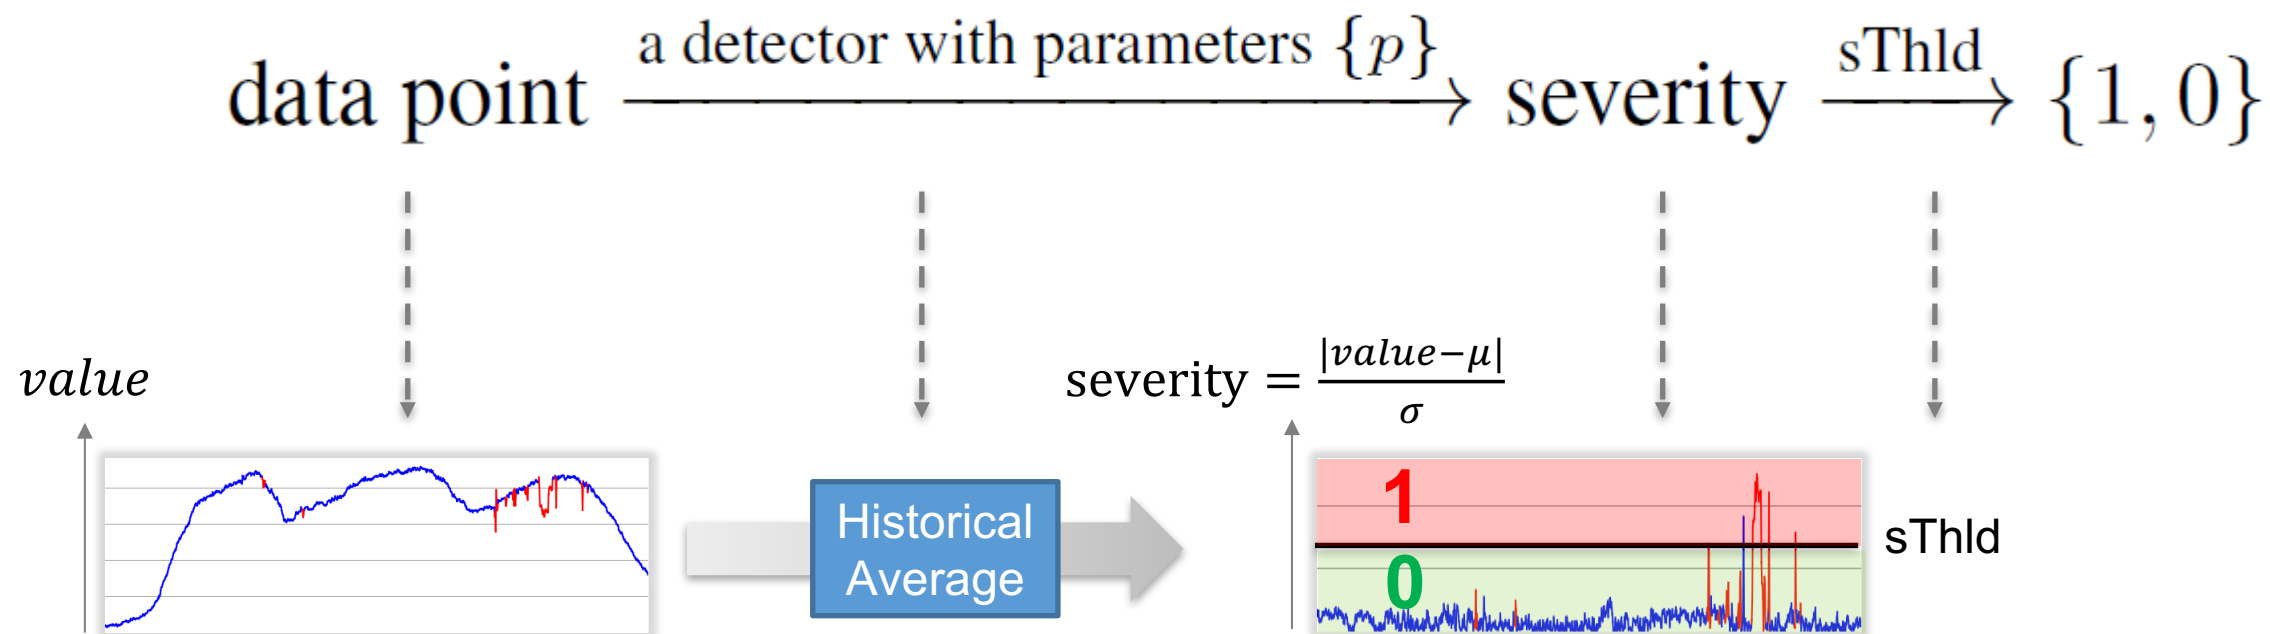 a detector with parameters {p}
data point severity sThld {1, 0}
value
severity = |value−μ| / σ
Historical
Average
1
0
sThld